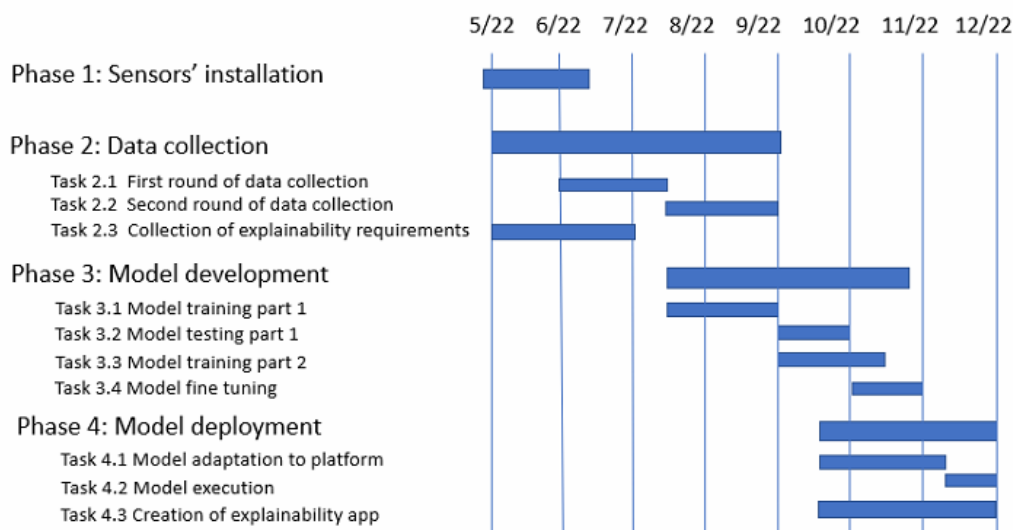 5/22 6/22 7/22 8/22 9/22 10/22 11/22 12/22
Phase 1: Sensors’ installation
Phase 2: Data collection
Task 2.1 First round of data collection
Task 2.2 Second round of data collection
Task 2.3 Collection of explainability requirements
Phase 3: Model development
Task 3.1 Model training part 1
Task 3.2 Model testing part 1
Task 3.3 Model training part 2
Task 3.4 Model fine tuning
Phase 4: Model deployment
Task 4.1 Model adaptation to platform
Task 4.2 Model execution
Task 4.3 Creation of explainability app